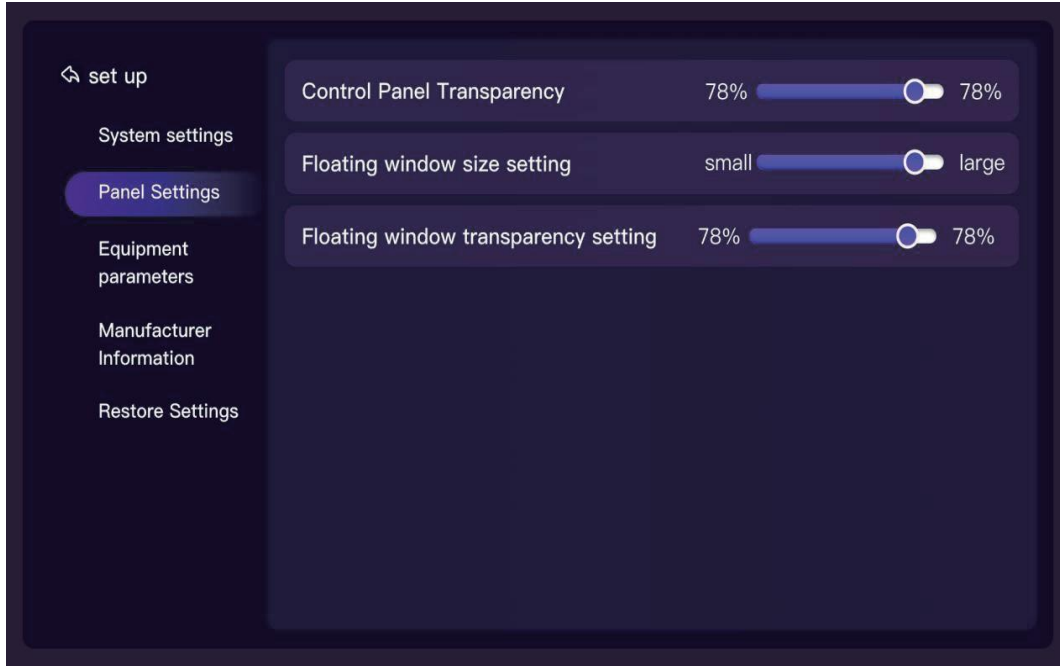 set up
System settings
Panel Settings
Equipment
parameters
Manufacturer
Information
Restore Settings
Control Panel Transparency 78% 78%
Floating window size setting small large
Floating window transparency setting 78% 78%